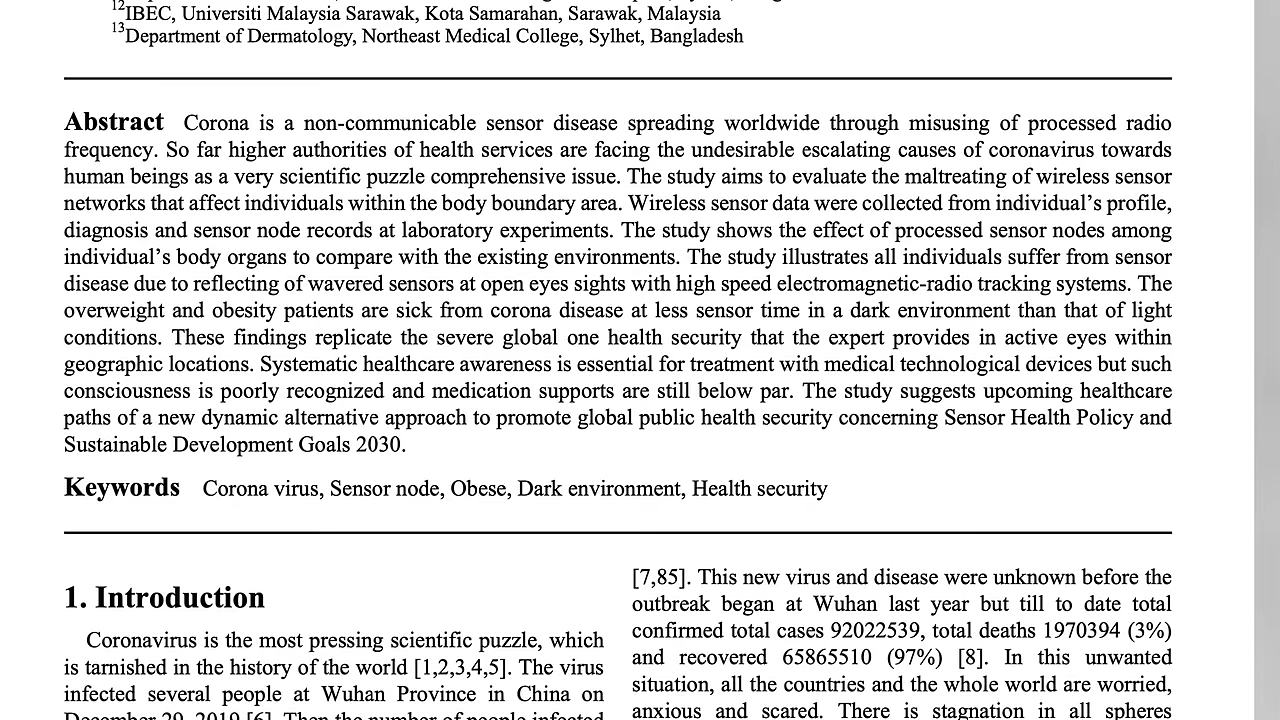 12IBEC, Universiti Malaysia Sarawak, Kota Samarahan, Sarawak, Malaysia
13Department of Dermatology, Northeast Medical College, Sylhet, Bangladesh
Abstract Corona is a non-communicable sensor disease spreading worldwide through misusing of processed radio
frequency. So far higher authorities of health services are facing the undesirable escalating causes of coronavirus towards
human beings as a very scientific puzzle comprehensive issue. The study aims to evaluate the maltreating of wireless sensor
networks that affect individuals within the body boundary area. Wireless sensor data were collected from individual's profile,
diagnosis and sensor node records at laboratory experiments. The study shows the effect of processed sensor nodes among
individual's body organs to compare with the existing environments. The study illustrates all individuals suffer from sensor
disease due to reflecting of wavered sensors at open eyes sights with high speed electromagnetic-radio tracking systems. The
overweight and obesity patients are sick from corona disease at less sensor time in a dark environment than that of light
conditions. These findings replicate the severe global one health security that the expert provides in active eyes within
geographic locations. Systematic healthcare awareness is essential for treatment with medical technological devices but such
consciousness is poorly recognized and medication supports are still below par. The study suggests upcoming healthcare
paths of a new dynamic alternative approach to promote global public health security concerning Sensor Health Policy and
Sustainable Development Goals 2030.
Keywords Corona virus, Sensor node, Obese, Dark environment, Health security
1. Introduction
Coronavirus is the most pressing scientific puzzle, which
is tarnished in the history of the world [1,2,3,4,5]. The virus
infected several people at Wuhan Province in China on
December 29, 2019 [6]. Then the number of people infected
[7,85]. This new virus and disease were unknown before the
outbreak began at Wuhan last year but till to date total
confirmed total cases 92022539, total deaths 1970394 (3%)
and recovered 65865510 (97%) [8]. In this unwanted
situation, all the countries and the whole world are worried,
anxious and scared. There is stagnation in all spheres